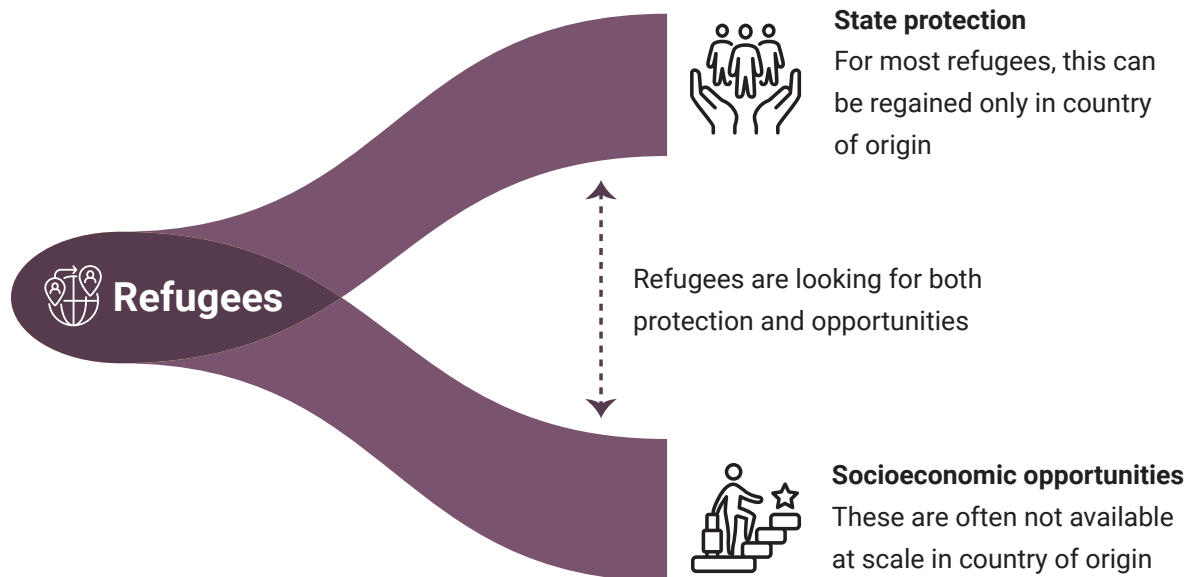 State protection
For most refugees, this can
be regained only in country
of origin
Refugees
Refugees are looking for both
protection and opportunities
Socioeconomic opportunities
These are often not available
at scale in country of origin